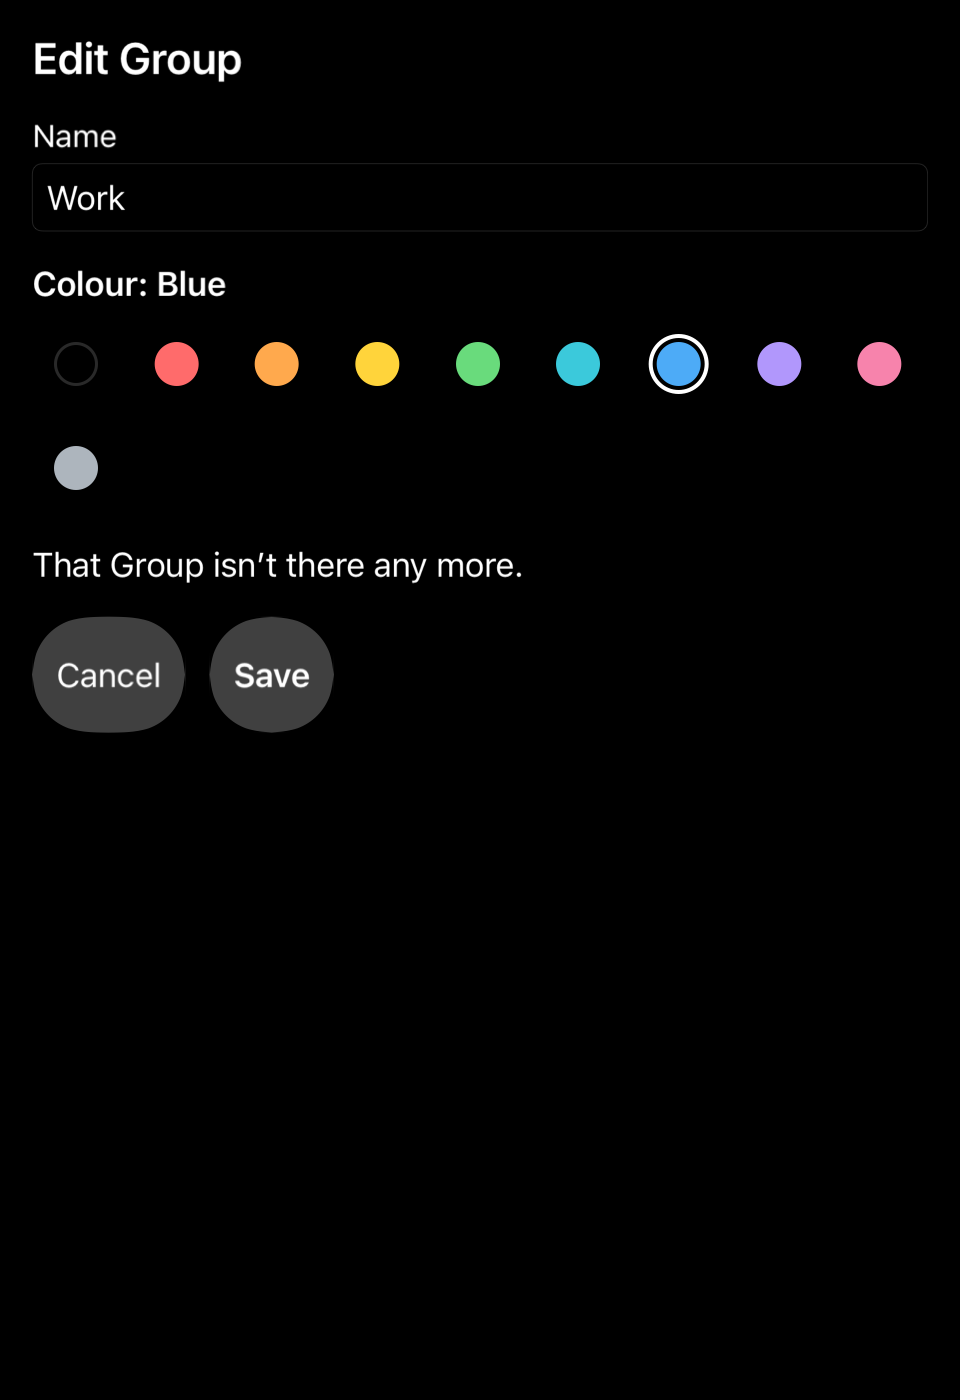 Edit Group
Name
Work
Colour: Blue
That Group isn’t there any more.
Cancel Save